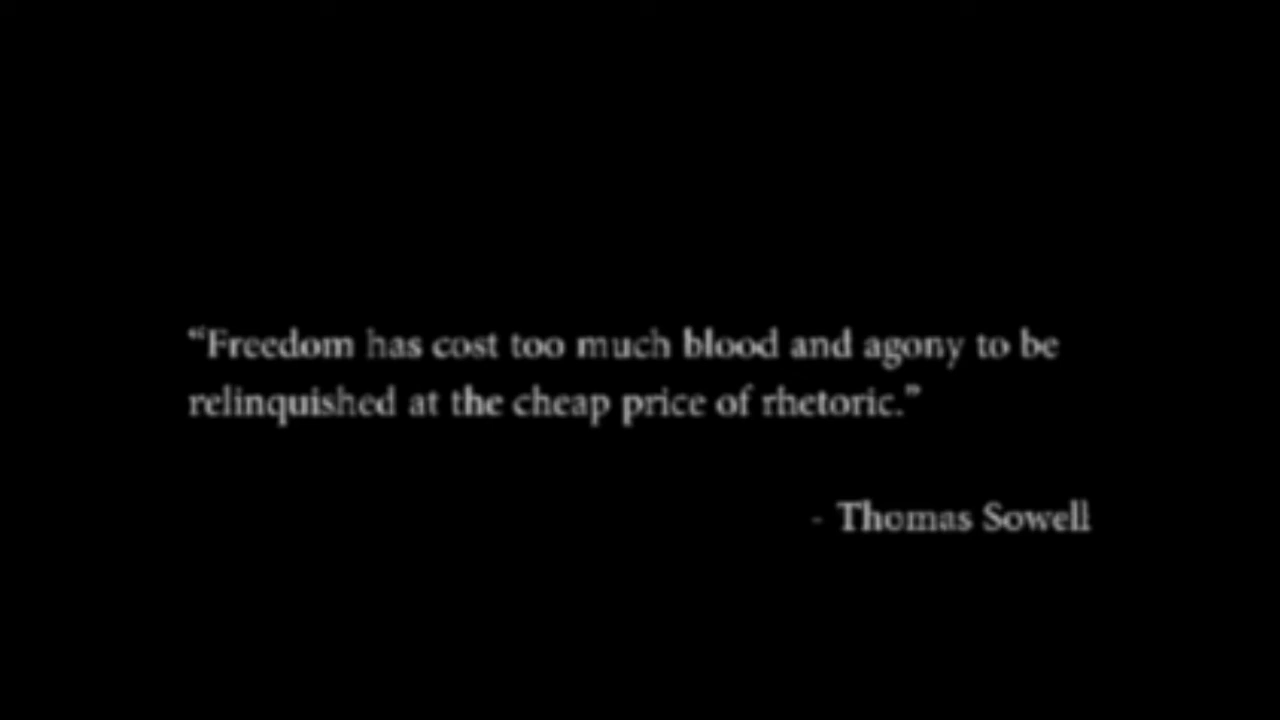 “Freedom has cost too much blood and agony to be
relinquished at the cheap price of rhetoric.”
- Thomas Sowell